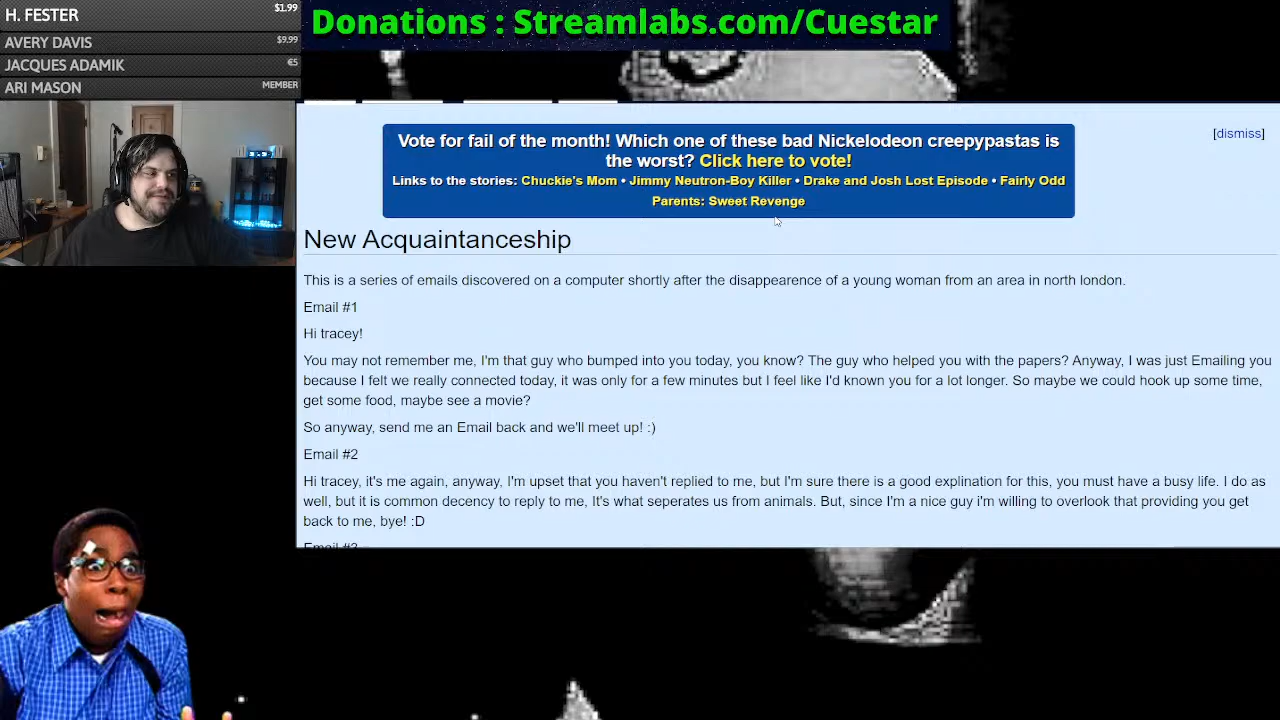 H. FESTER $1.99
AVERY DAVIS $9.99
JACQUES ADAMIK €5
ARI MASON MEMBER
Donations : Streamlabs.com/Cuestar
Vote for fail of the month! Which one of these bad Nickelodeon creepypastas is
the worst? Click here to vote!
Links to the stories: Chuckie's Mom • Jimmy Neutron-Boy Killer • Drake and Josh Lost Episode • Fairly Odd
Parents: Sweet Revenge
[dismiss]
New Acquaintanceship
This is a series of emails discovered on a computer shortly after the disappearence of a young woman from an area in north london.
Email #1
Hi tracey!
You may not remember me, I'm that guy who bumped into you today, you know? The guy who helped you with the papers? Anyway, I was just Emailing you
because I felt we really connected today, it was only for a few minutes but I feel like I'd known you for a lot longer. So maybe we could hook up some time,
get some food, maybe see a movie?
So anyway, send me an Email back and we'll meet up! :)
Email #2
Hi tracey, it's me again, anyway, I'm upset that you haven't replied to me, but I'm sure there is a good explination for this, you must have a busy life. I do as
well, but it is common decency to reply to me, It's what seperates us from animals. But, since I'm a nice guy i'm willing to overlook that providing you get
back to me, bye! :D
Email #3